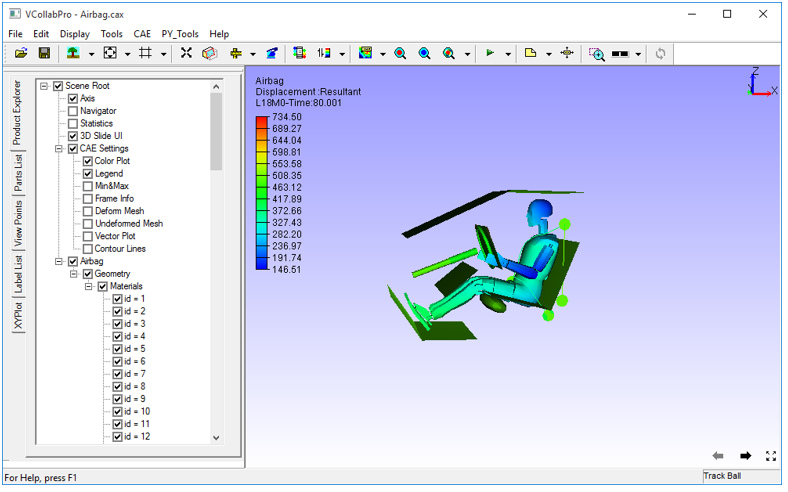 VCollabPro - Airbag.cax
File Edit Display Tools CAE PY_Tools Help
Product Explorer
Parts List
View Points
Label List
XYPlot
Scene Root
Axis
Navigator
Statistics
3D Slide UI
CAE Settings
Color Plot
Legend
Min&Max
Frame Info
Deform Mesh
Undeformed Mesh
Vector Plot
Contour Lines
Airbag
Geometry
Materials
id = 1
id = 2
id = 3
id = 4
id = 5
id = 6
id = 7
id = 8
id = 9
id = 10
id = 11
id = 12
Airbag
Displacement :Resultant
L18M0-Time:80.001
734.50
689.27
644.04
598.81
553.58
508.35
463.12
417.89
372.66
327.43
282.20
236.97
191.74
146.51
Z
X
For Help, press F1
Track Ball